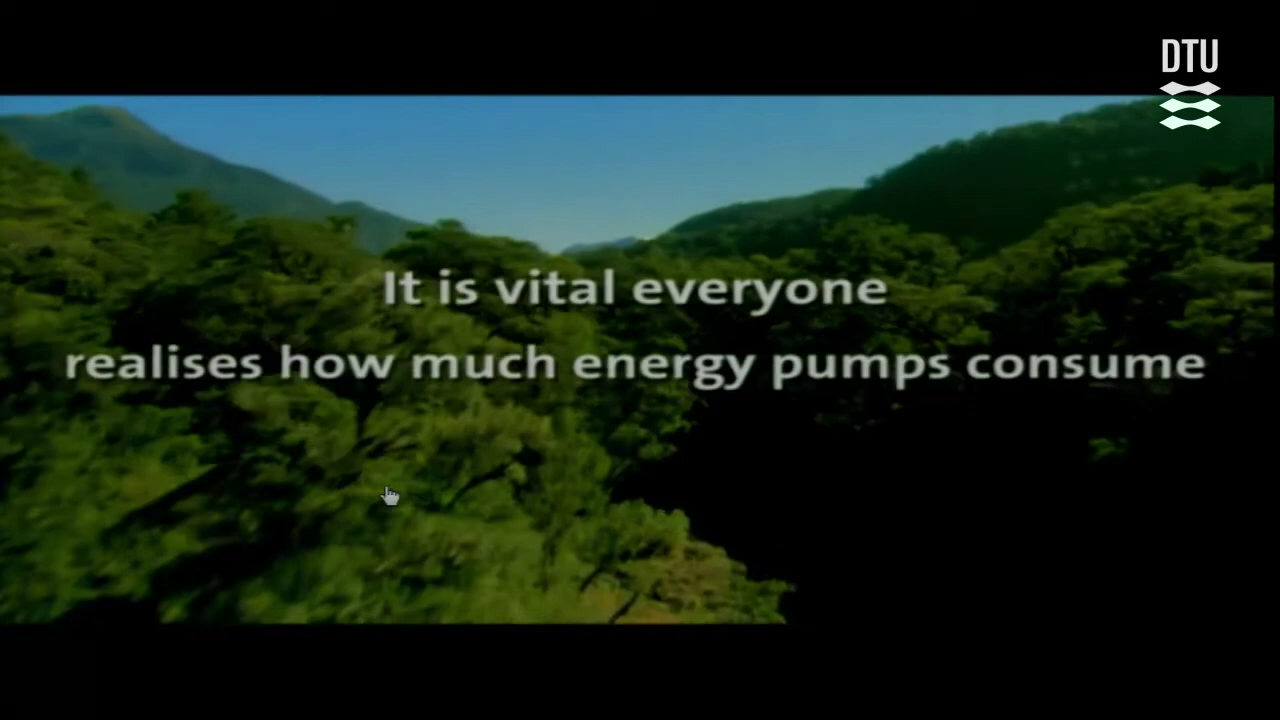 DTU
It is vital everyone
realises how much energy pumps consume